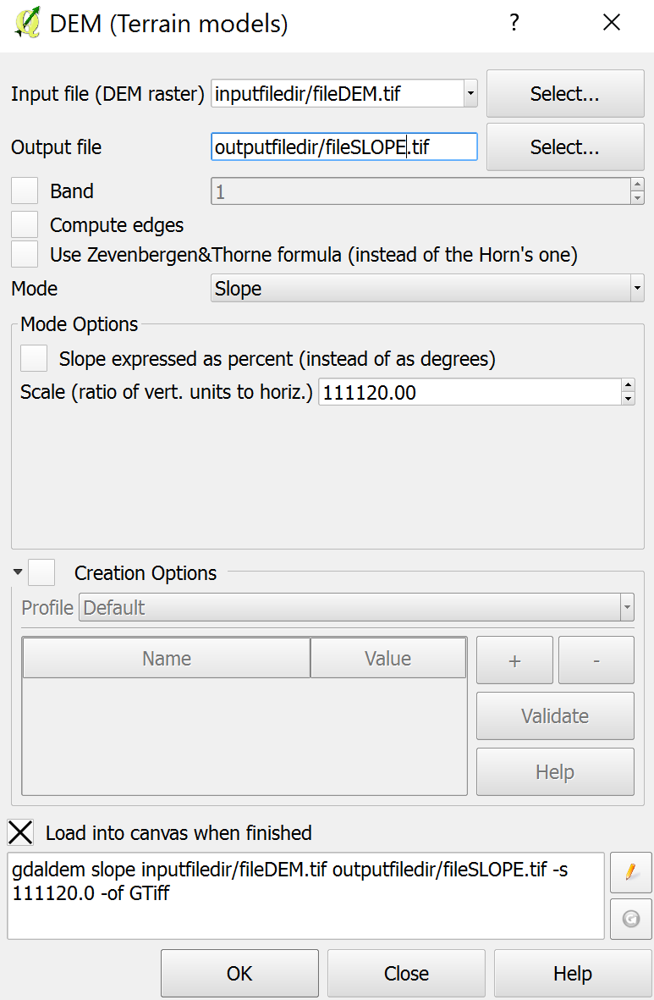 DEM (Terrain models) ?
Input file (DEM raster) inputfiledir/fileDEM.tif Select...
Output file outputfiledir/fileSLOPE.tif Select...
Band 1
Compute edges
Use Zevenbergen&Thorne formula (instead of the Horn's one)
Mode Slope
Mode Options
Slope expressed as percent (instead of as degrees)
Scale (ratio of vert. units to horiz.) 111120.00
Creation Options
Profile Default
Name Value + -
Validate
Help
Load into canvas when finished
gdaldem slope inputfiledir/fileDEM.tif outputfiledir/fileSLOPE.tif -s
111120.0 -of GTiff
OK Close Help